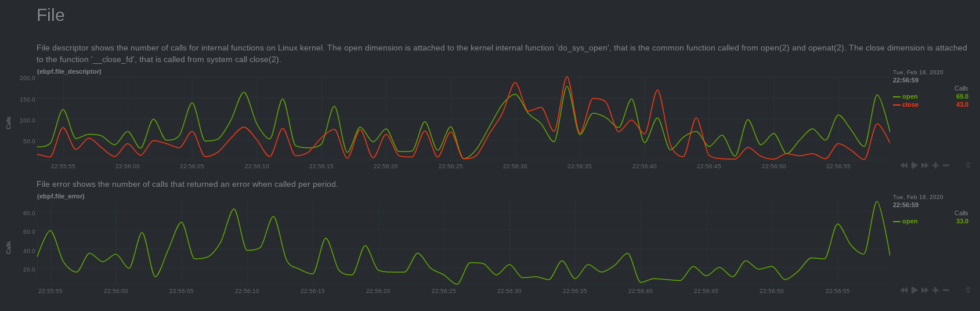 File
File descriptor shows the number of calls for internal functions on Linux kernel. The open dimension is attached to the kernel internal function 'do_sys_open', that is the common function called from open(2) and openat(2). The close dimension is attached
to the function '__close_fd', that is called from system call close(2).
(ebpf.file_descriptor)
Tue, Feb 18, 2020
22:56:59
Calls
open 69.0
close 43.0
Calls
200.0
150.0
100.0
50.0
22:55:55 22:56:00 22:56:05 22:56:10 22:56:15 22:56:20 22:56:25 22:56:30 22:56:35 22:56:40 22:56:45 22:56:50 22:56:55
File error shows the number of calls that returned an error when called per period.
(ebpf.file_error)
Tue, Feb 18, 2020
22:56:59
Calls
open 33.0
Calls
80.0
60.0
40.0
20.0
22:55:55 22:56:00 22:56:05 22:56:10 22:56:15 22:56:20 22:56:25 22:56:30 22:56:35 22:56:40 22:56:45 22:56:50 22:56:55